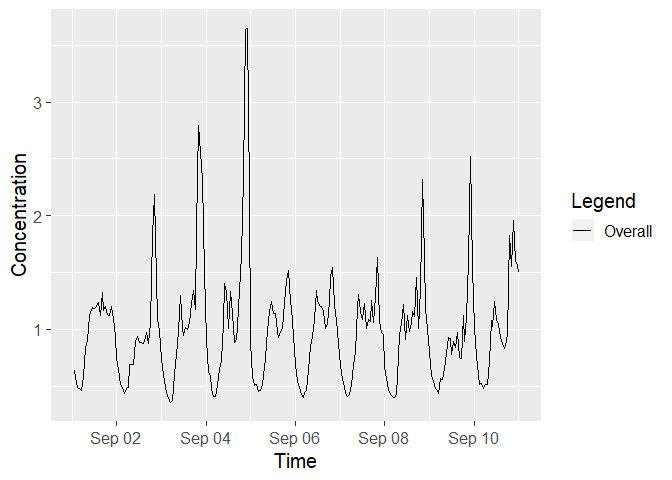 Concentration
3
2
1
Sep 02 Sep 04 Sep 06 Sep 08 Sep 10
Time
Legend
Overall